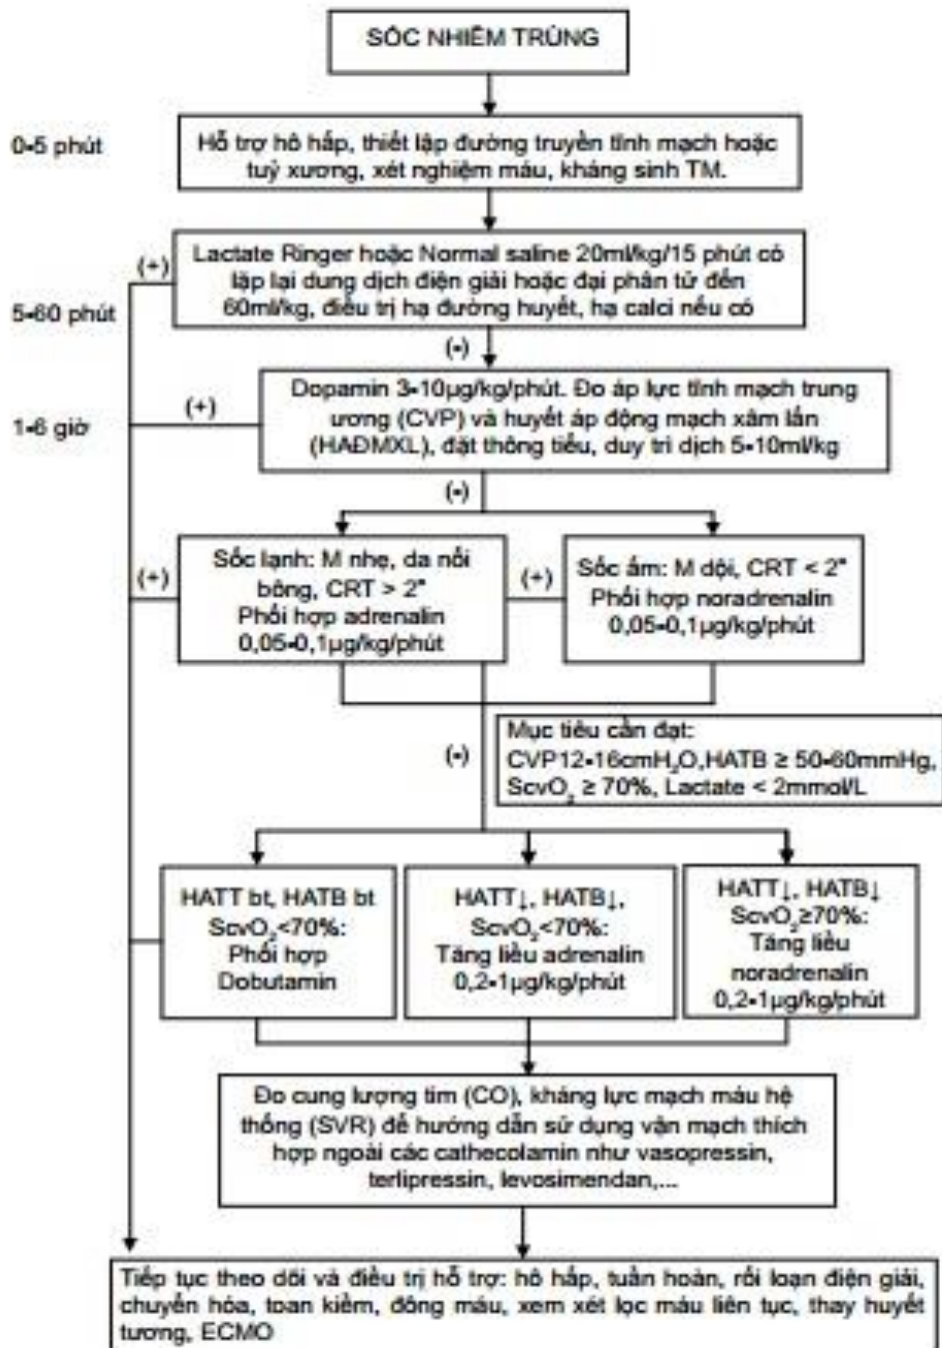 SỐC NHIỄM TRÙNG
0-5 phút
Hỗ trợ hô hấp, thiết lập đường truyền tĩnh mạch hoặc
tuỷ xương, xét nghiệm máu, kháng sinh TM.
(+)
5-60 phút
Lactate Ringer hoặc Normal saline 20ml/kg/15 phút có
lập lại dung dịch điện giải hoặc đại phân tử đến
60ml/kg, điều trị hạ đường huyết, hạ calci nếu có
(-)
1-6 giờ
(+)
Dopamin 3-10µg/kg/phút. Đo áp lực tĩnh mạch trung
ương (CVP) và huyết áp động mạch xâm lấn
(HAĐMXL), đặt thông tiểu, duy trì dịch 5-10ml/kg
(-)
(+)
Sốc lạnh: M nhẹ, da nổi
bông, CRT > 2"
Phối hợp adrenalin
0,05-0,1µg/kg/phút
(+)
Sốc ấm: M dội, CRT < 2"
Phối hợp noradrenalin
0,05-0,1µg/kg/phút
(-)
Mục tiêu cần đạt:
CVP12-16cmH₂O,HATB ≥ 50-60mmHg,
ScvO₂ ≥ 70%, Lactate < 2mmol/L
HATT bt, HATB bt
ScvO₂<70%:
Phối hợp
Dobutamin
HATT↓, HATB↓,
ScvO₂<70%:
Tăng liều adrenalin
0,2-1µg/kg/phút
HATT↓, HATB↓
ScvO₂≥70%:
Tăng liều
noradrenalin
0,2-1µg/kg/phút
Đo cung lượng tim (CO), kháng lực mạch máu hệ
thống (SVR) để hướng dẫn sử dụng vận mạch thích
hợp ngoài các cathecolamin như vasopressin,
terlipressin, levosimendan,...
Tiếp tục theo dõi và điều trị hỗ trợ: hô hấp, tuần hoàn, rối loạn điện giải,
chuyển hóa, toan kiềm, đông máu, xem xét lọc máu liên tục, thay huyết
tương, ECMO